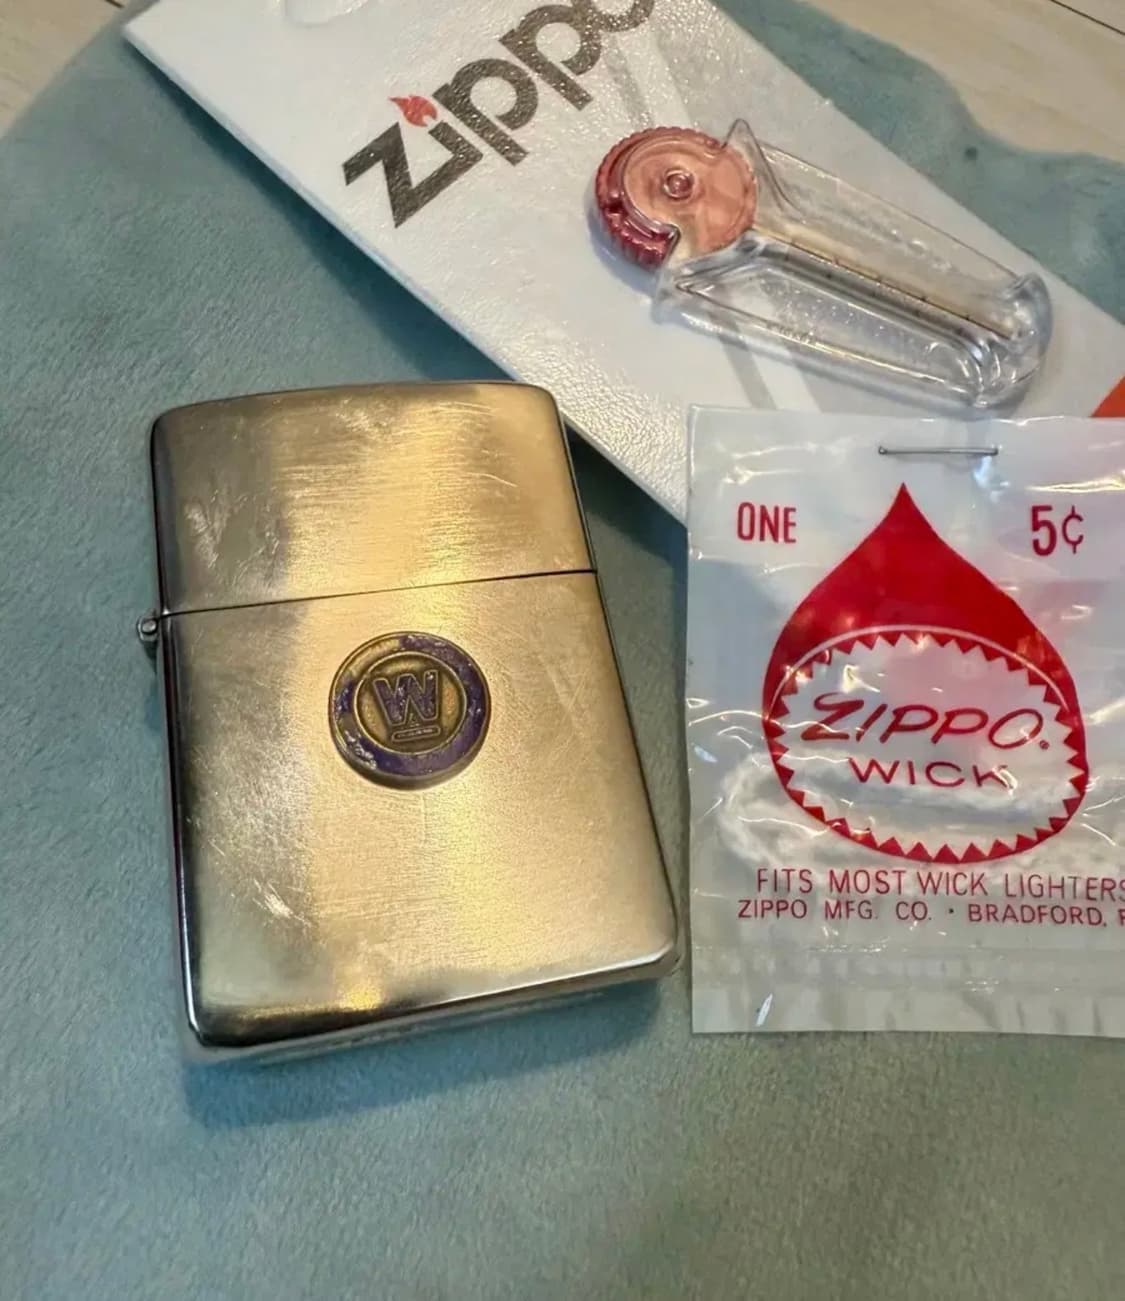 zippo
W
ONE 5¢
ZIPPO.
WICK
FITS MOST WICK LIGHTERS
ZIPPO MFG. CO. · BRADFORD,